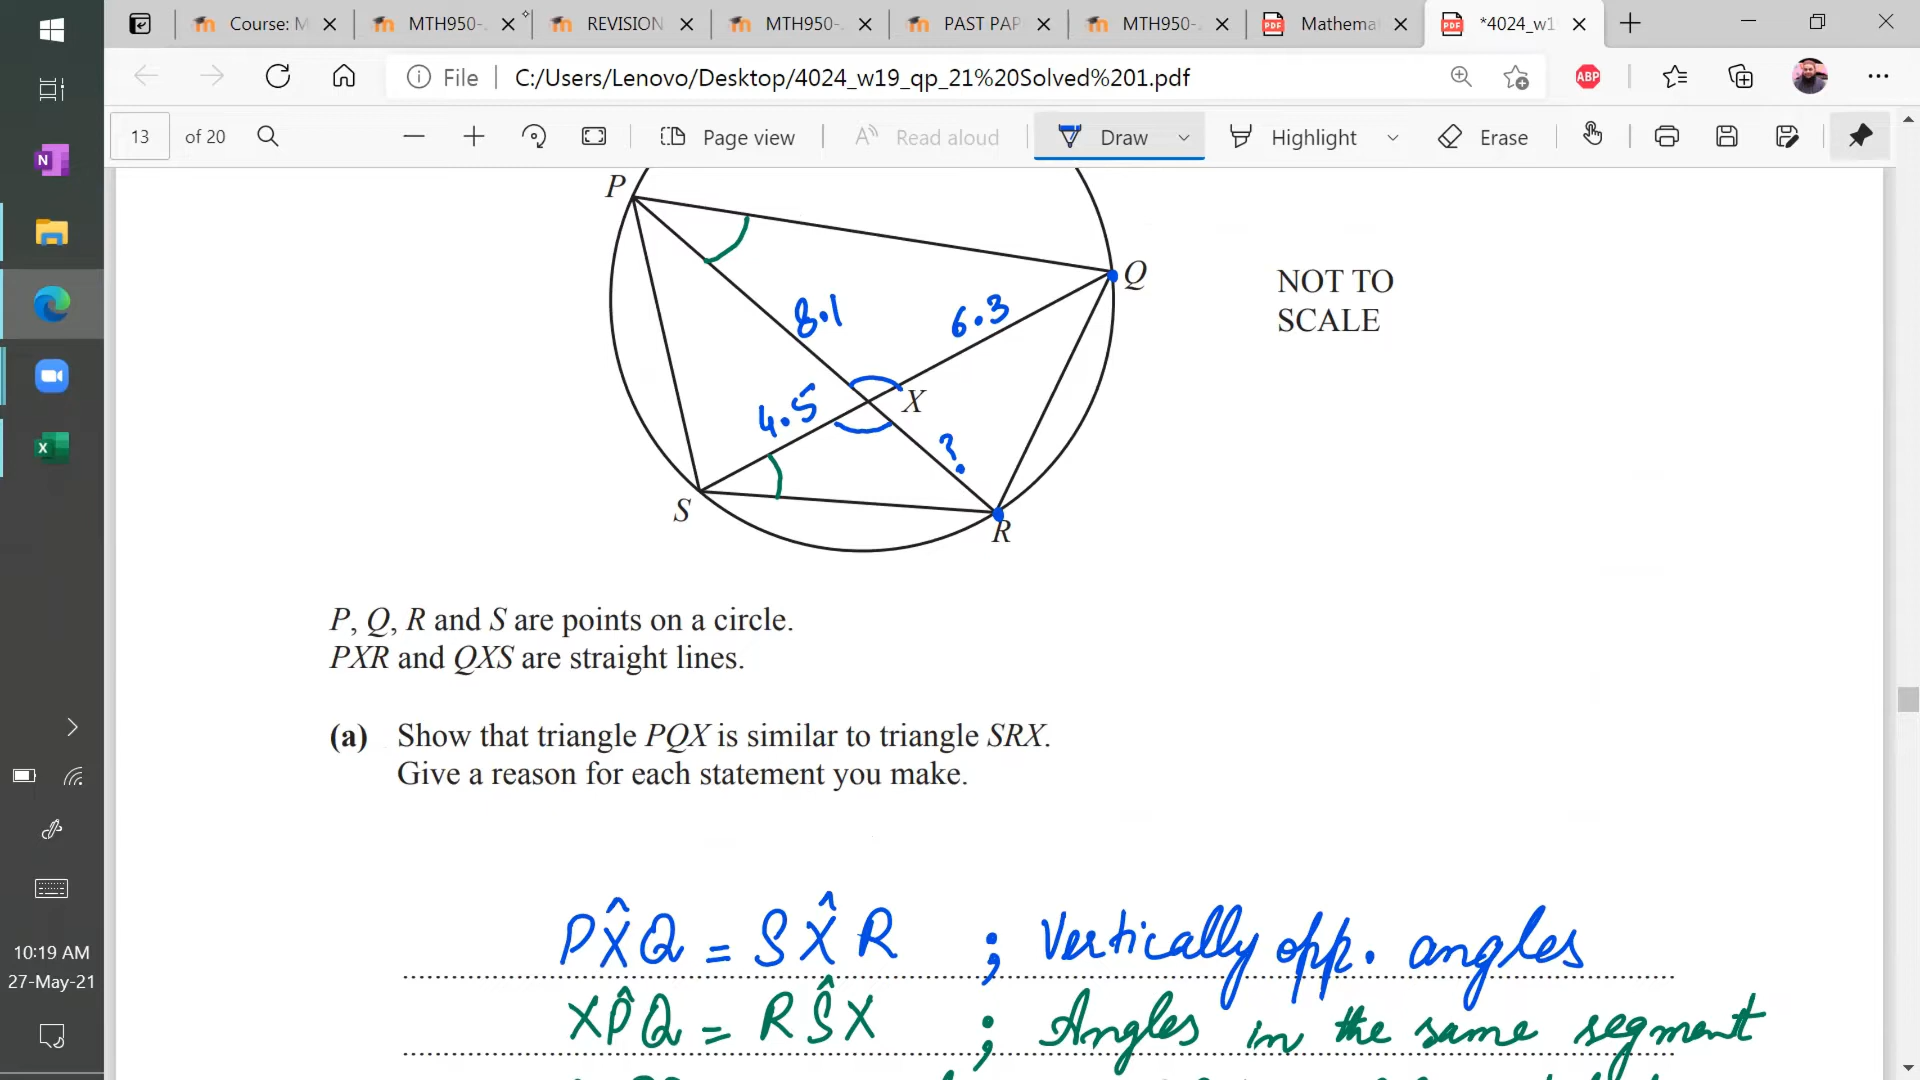 Course: M
MTH950-
REVISION
MTH950-
PAST PAP
MTH950-
Mathema
*4024_w1
File
C:/Users/Lenovo/Desktop/4024_w19_qp_21%20Solved%201.pdf
ABP
13 of 20
Page view
Read aloud
Draw
Highlight
Erase
P
Q
NOT TO
SCALE
8.1
6.3
X
4.5
?
S
R
P, Q, R and S are points on a circle.
PXR and QXS are straight lines.
(a) Show that triangle PQX is similar to triangle SRX.
Give a reason for each statement you make.
PX̂Q = SX̂R ; Vertically opp. angles
XP̂Q = RŜX ; Angles in the same segment
10:19 AM
27-May-21